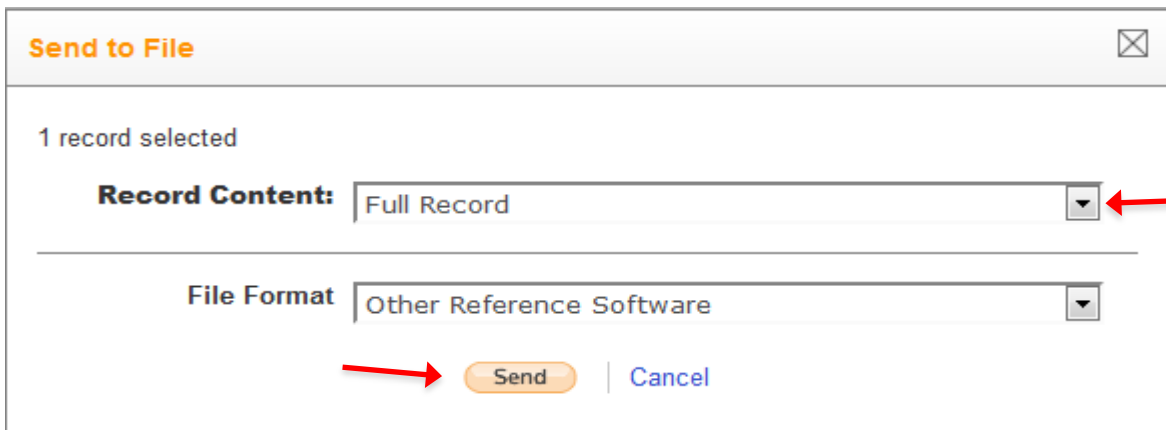 Send to File
1 record selected
Record Content: Full Record
File Format Other Reference Software
Send Cancel